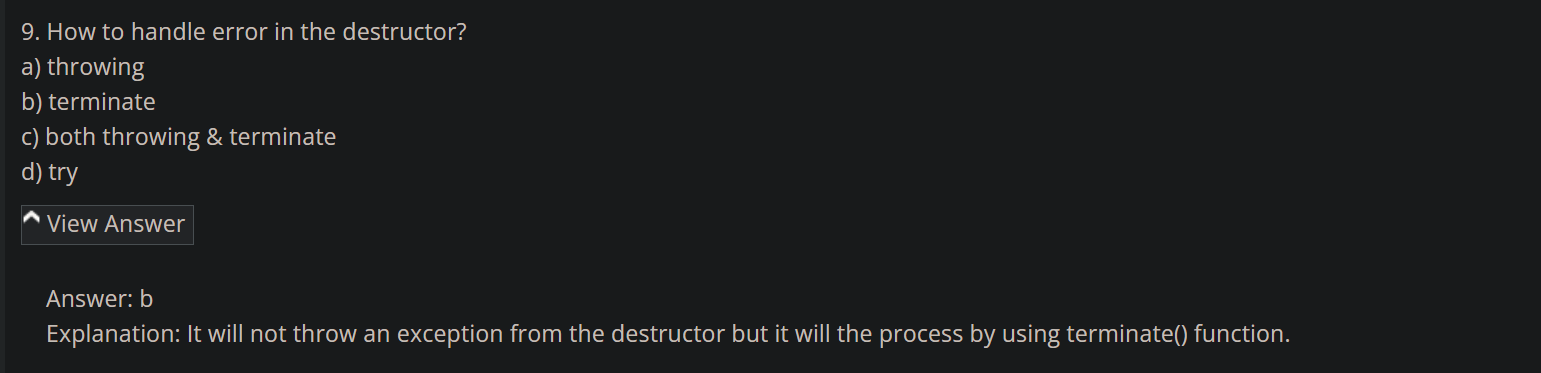 9. How to handle error in the destructor?
a) throwing
b) terminate
c) both throwing & terminate
d) try
View Answer
Answer: b
Explanation: It will not throw an exception from the destructor but it will the process by using terminate() function.